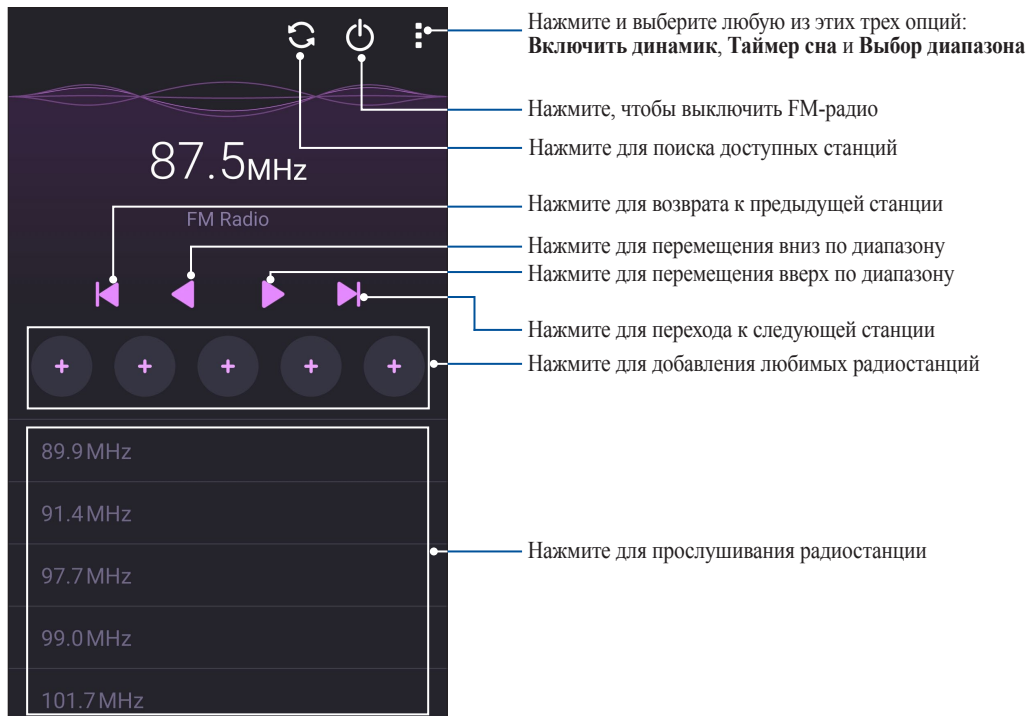 Нажмите и выберите любую из этих трех опций:
Включить динамик, Таймер сна и Выбор диапазона
Нажмите, чтобы выключить FM-радио
Нажмите для поиска доступных станций
87.5MHz
Нажмите для возврата к предыдущей станции
FM Radio
Нажмите для перемещения вниз по диапазону
Нажмите для перемещения вверх по диапазону
Нажмите для перехода к следующей станции
Нажмите для добавления любимых радиостанций
+ + + + +
89.9MHz
91.4MHz
Нажмите для прослушивания радиостанции
97.7MHz
99.0MHz
101.7MHz